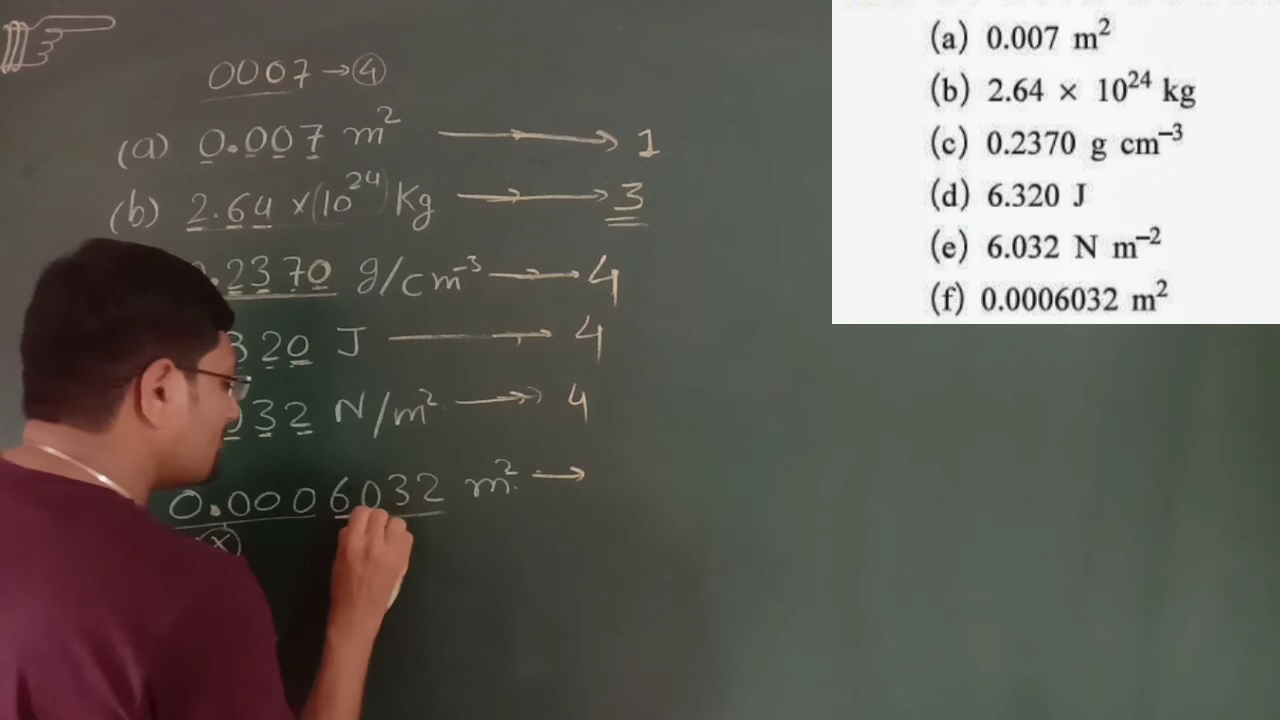 0007 → 4
(a) 0.007 m² → 1
(b) 2.64 × (10²⁴) Kg → 3
.2370 g/cm⁻³ → 4
320 J → 4
032 N/m² → 4
0.0006032 m² →
x
(a) 0.007 m²
(b) 2.64 × 10²⁴ kg
(c) 0.2370 g cm⁻³
(d) 6.320 J
(e) 6.032 N m⁻²
(f) 0.0006032 m²